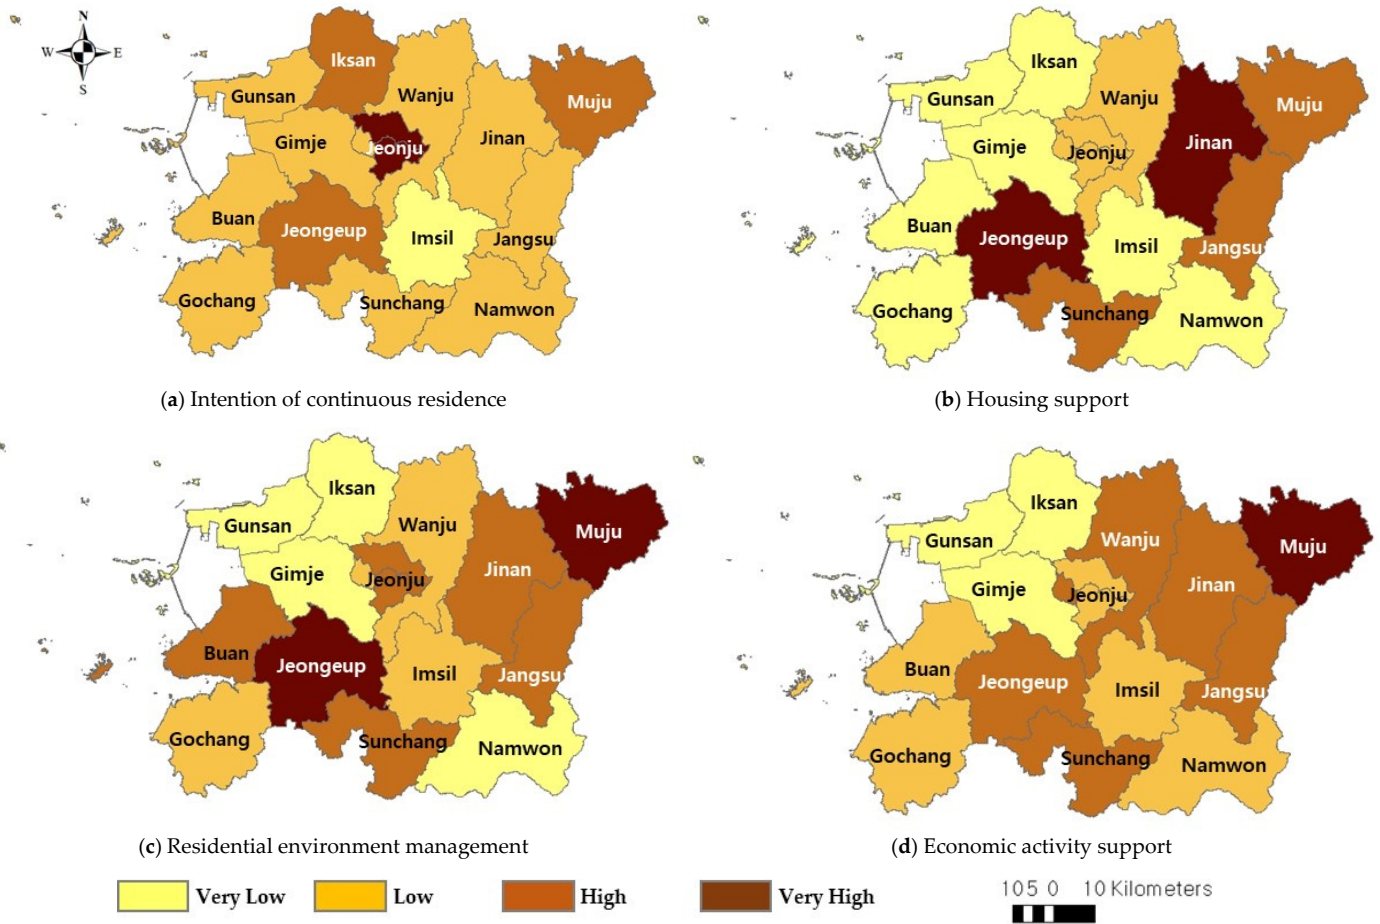 N
W E
S
Iksan
Gunsan
Wanju
Muju
Gimje
Jeonju
Jinan
Buan
Jeongeup
Imsil
Jangsu
Gochang
Sunchang
Namwon
(a) Intention of continuous residence
Iksan
Gunsan
Wanju
Muju
Gimje
Jeonju
Jinan
Buan
Jeongeup
Imsil
Jangsu
Gochang
Sunchang
Namwon
(b) Housing support
Iksan
Gunsan
Wanju
Muju
Gimje
Jeonju
Jinan
Buan
Jeongeup
Imsil
Jangsu
Gochang
Sunchang
Namwon
(c) Residential environment management
Iksan
Gunsan
Wanju
Muju
Gimje
Jeonju
Jinan
Buan
Jeongeup
Imsil
Jangsu
Gochang
Sunchang
Namwon
(d) Economic activity support
Very Low Low High Very High
105 0 10 Kilometers